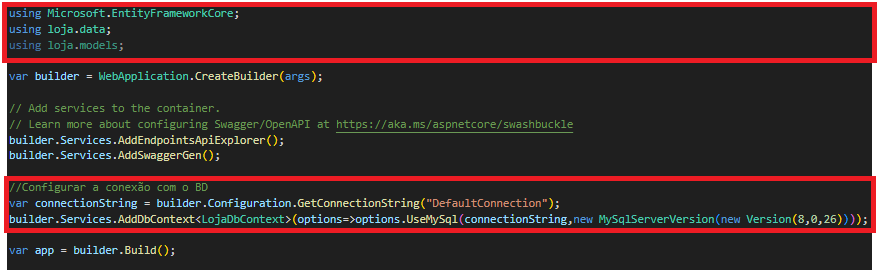 using Microsoft.EntityFrameworkCore;
using loja.data;
using loja.models;
var builder = WebApplication.CreateBuilder(args);
// Add services to the container.
// Learn more about configuring Swagger/OpenAPI at https://aka.ms/aspnetcore/swashbuckle
builder.Services.AddEndpointsApiExplorer();
builder.Services.AddSwaggerGen();
//Configurar a conexão com o BD
var connectionString = builder.Configuration.GetConnectionString("DefaultConnection");
builder.Services.AddDbContext<LojaDbContext>(options=>options.UseMySql(connectionString,new MySqlServerVersion(new Version(8,0,26))));
var app = builder.Build();